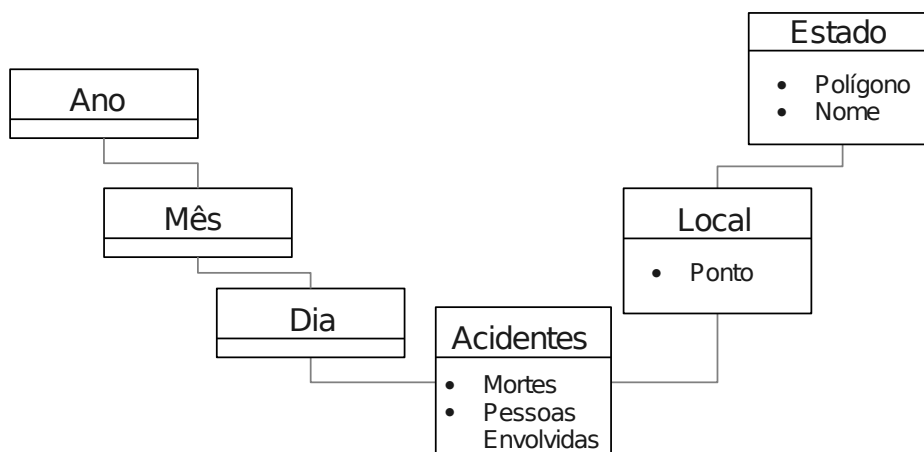 Estado
• Polígono
• Nome
Ano
Mês
Local
• Ponto
Dia
Acidentes
• Mortes
• Pessoas
Envolvidas